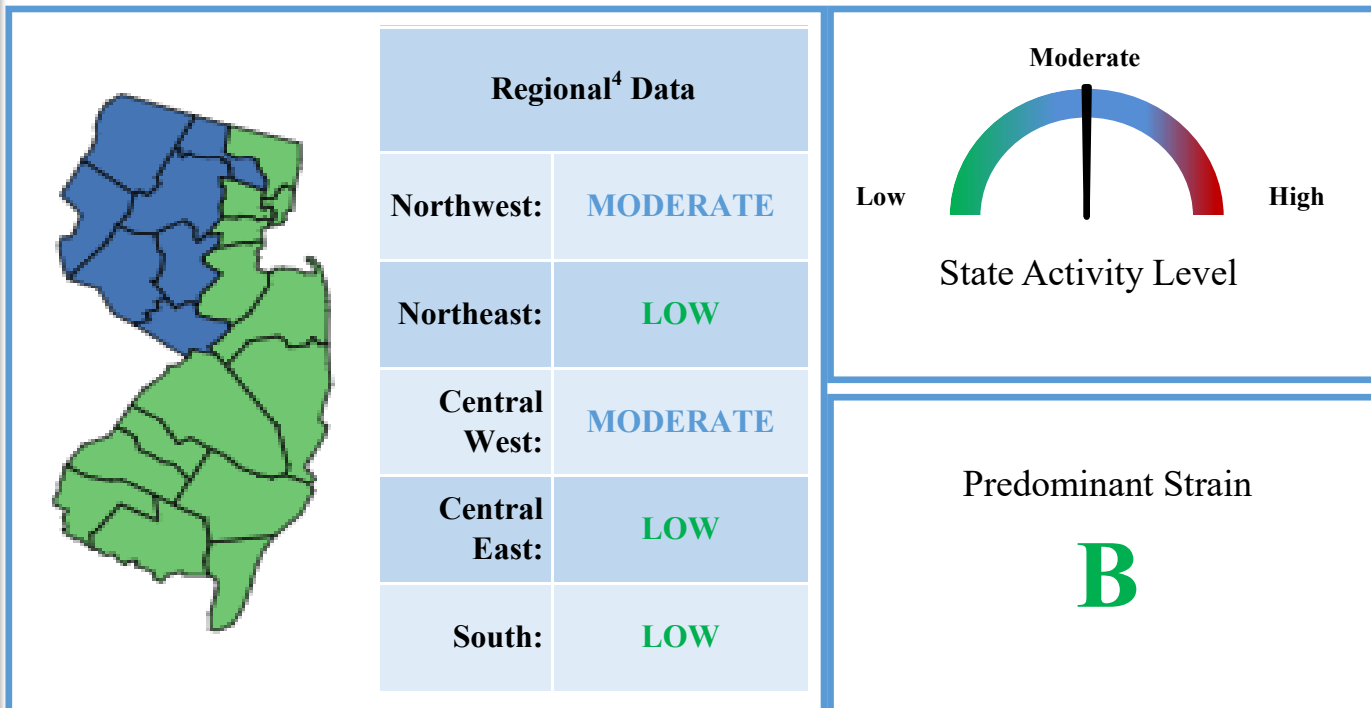 Regional⁴ Data
Northwest: MODERATE
Northeast: LOW
Central
West: MODERATE
Central
East: LOW
South: LOW
Moderate
Low High
State Activity Level
Predominant Strain
B